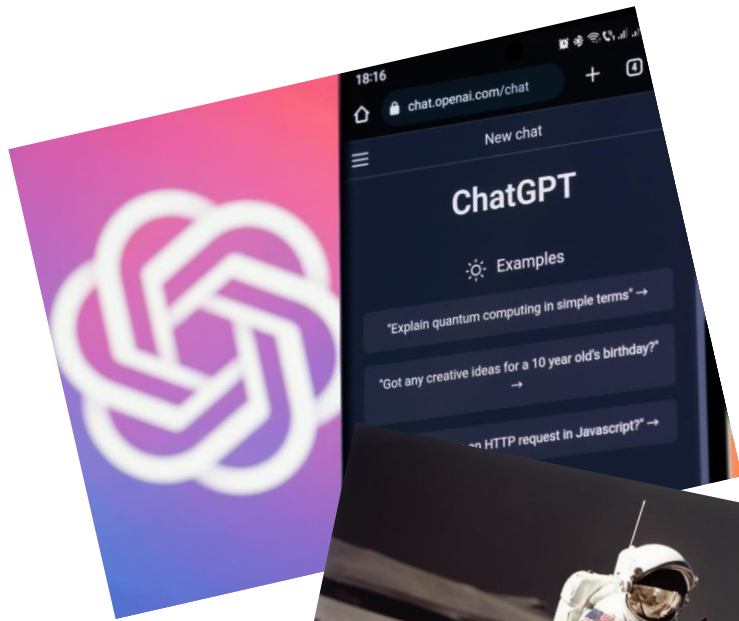 18:16
4
chat.openai.com/chat
New chat
ChatGPT
Examples
"Explain quantum computing in simple terms" →
"Got any creative ideas for a 10 year old's birthday?"
→
HTTP request in Javascript?" →